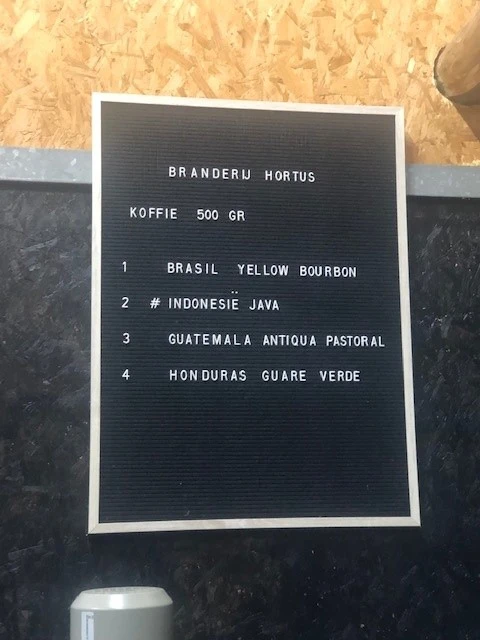 BRANDERIJ HORTUS
KOFFIE 500 GR
1 BRASIL YELLOW BOURBON
2 # INDONESIË JAVA
3 GUATEMALA ANTIQUA PASTORAL
4 HONDURAS GUARE VERDE